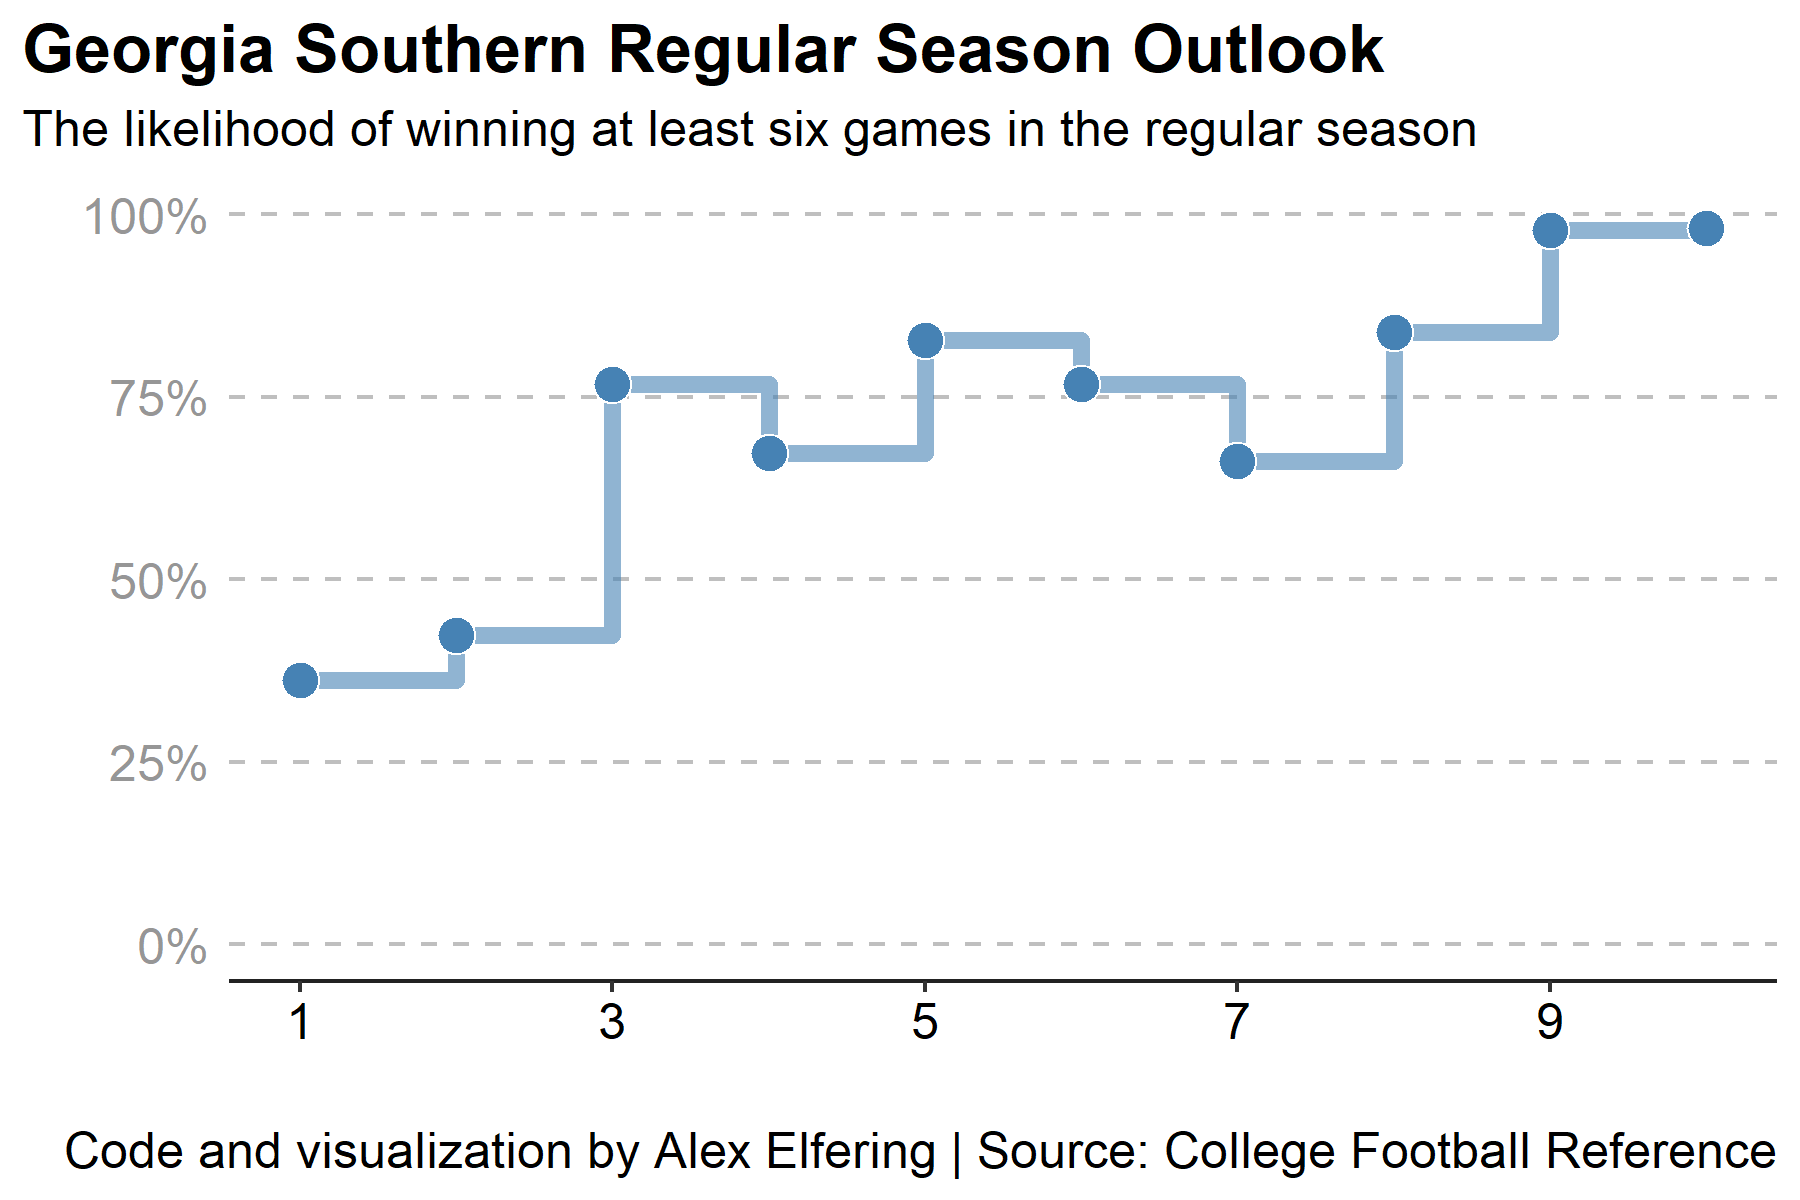 Georgia Southern Regular Season Outlook
The likelihood of winning at least six games in the regular season
100%
75%
50%
25%
0%
1 3 5 7 9
Code and visualization by Alex Elfering | Source: College Football Reference